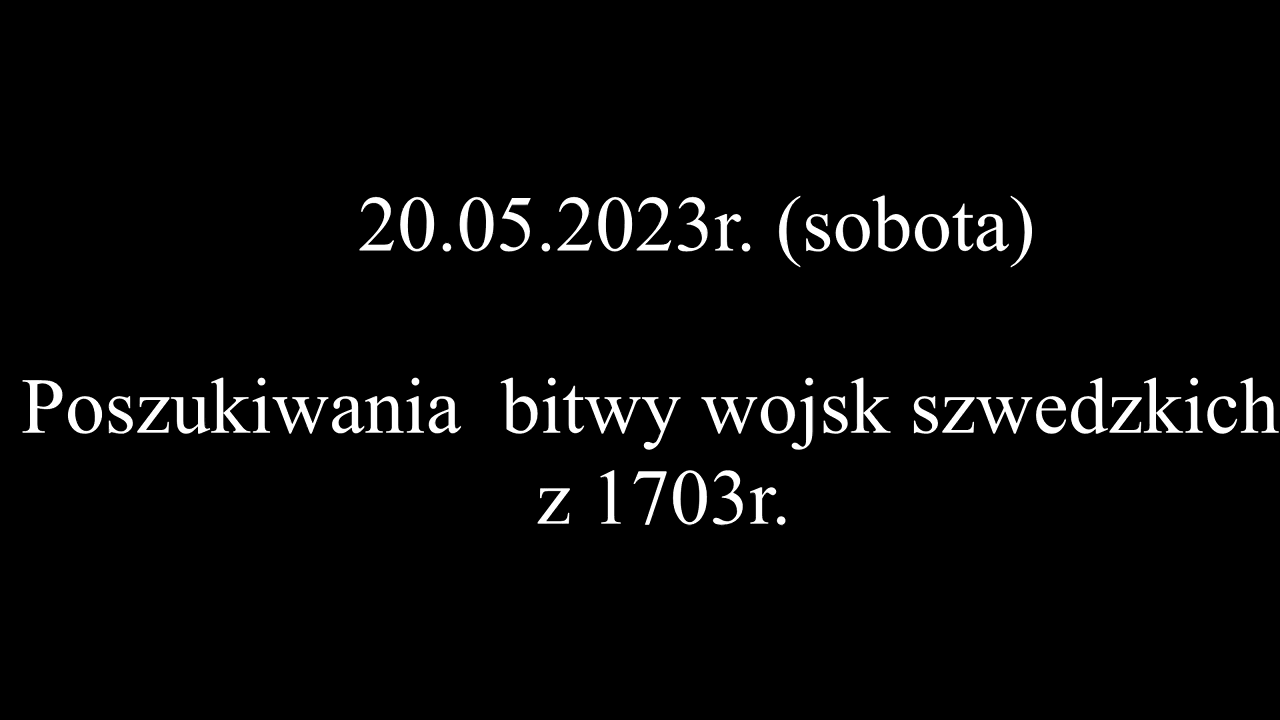 20.05.2023r. (sobota)
Poszukiwania  bitwy wojsk szwedzkich
z 1703r.